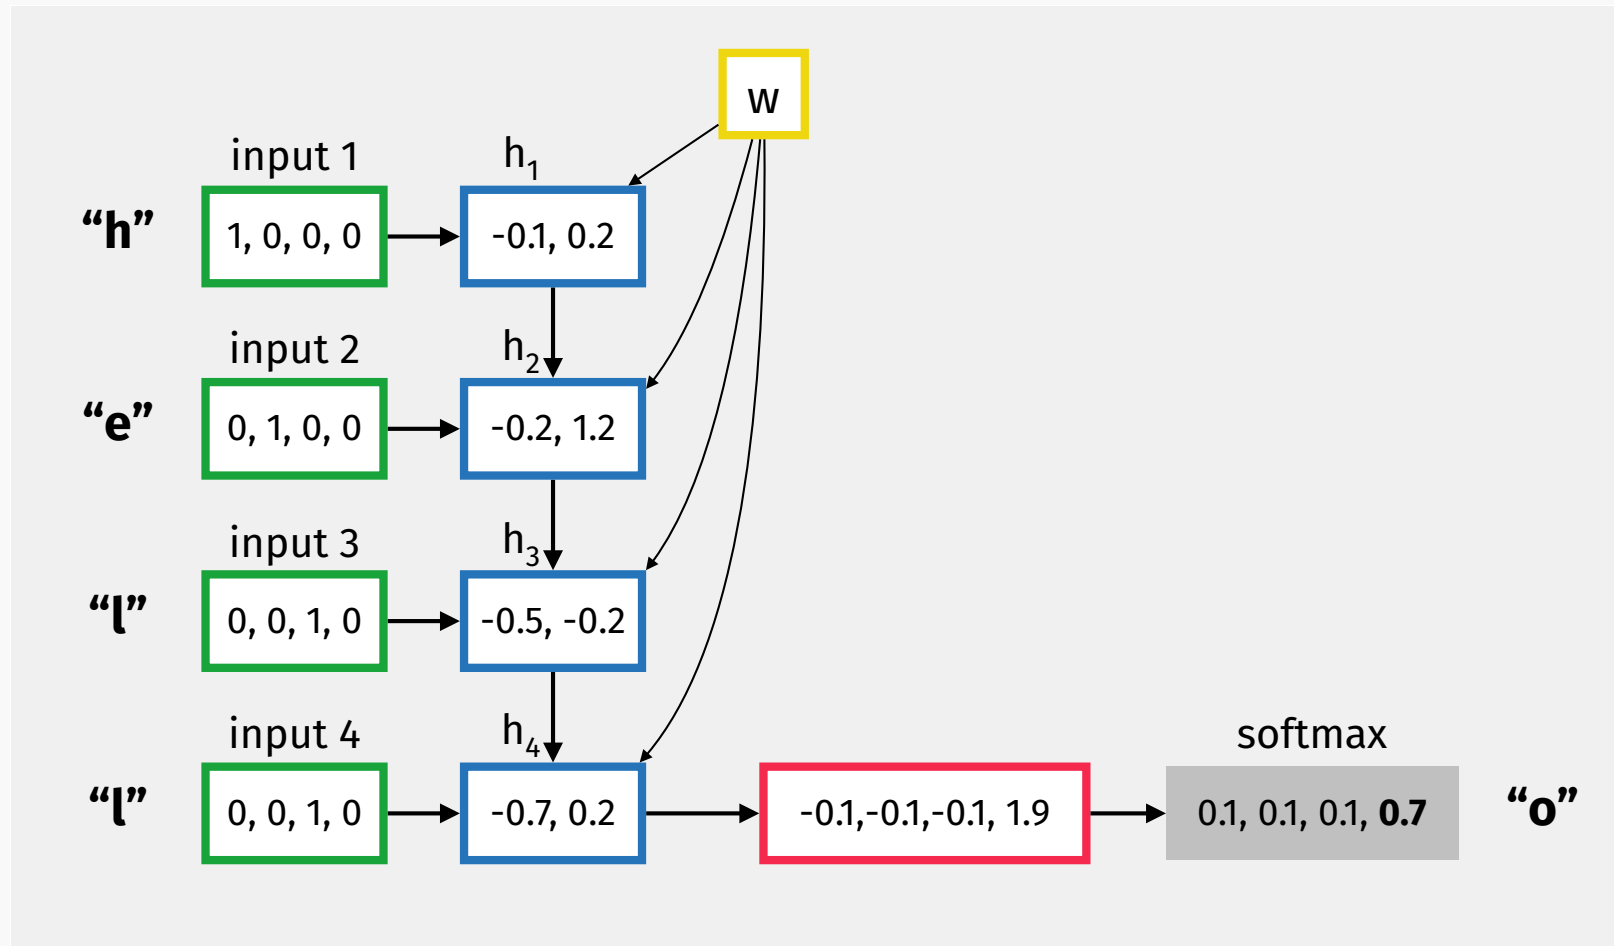 W
input 1
h₁
“h”
1, 0, 0, 0
-0.1, 0.2
input 2
h₂
“e”
0, 1, 0, 0
-0.2, 1.2
input 3
h₃
“l”
0, 0, 1, 0
-0.5, -0.2
input 4
h₄
softmax
“l”
0, 0, 1, 0
-0.7, 0.2
-0.1,-0.1,-0.1, 1.9
0.1, 0.1, 0.1, 0.7
“o”